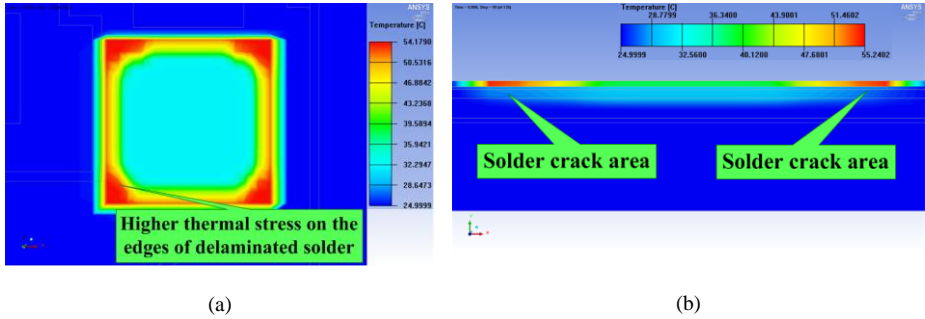 ANSYS
Temperature [C]
54.1790
50.5316
46.8842
43.2368
39.5894
35.9421
32.2947
28.6473
24.9999
Higher thermal stress on the
edges of delaminated solder
(a)
ANSYS
Temperature [C]
28.7799 36.3400 43.9001 51.4602
24.9999 32.5600 40.1200 47.6801 55.2402
Solder crack area Solder crack area
(b)